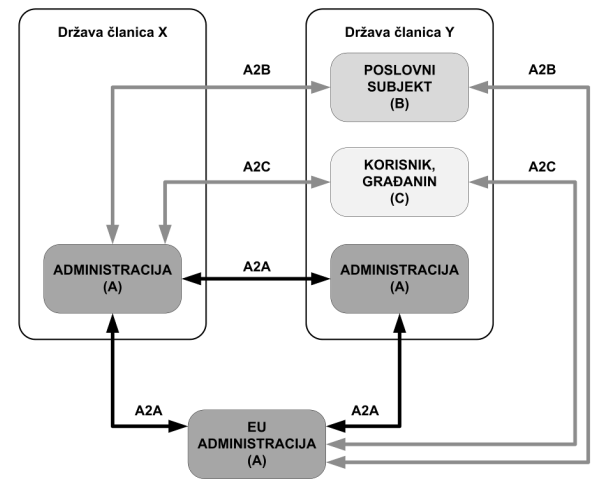 Država članica X
Država članica Y
A2B
POSLOVNI
SUBJEKT
(B)
A2B
A2C
KORISNIK,
GRAĐANIN
(C)
A2C
ADMINISTRACIJA
(A)
A2A
ADMINISTRACIJA
(A)
A2A
EU
ADMINISTRACIJA
(A)
A2A